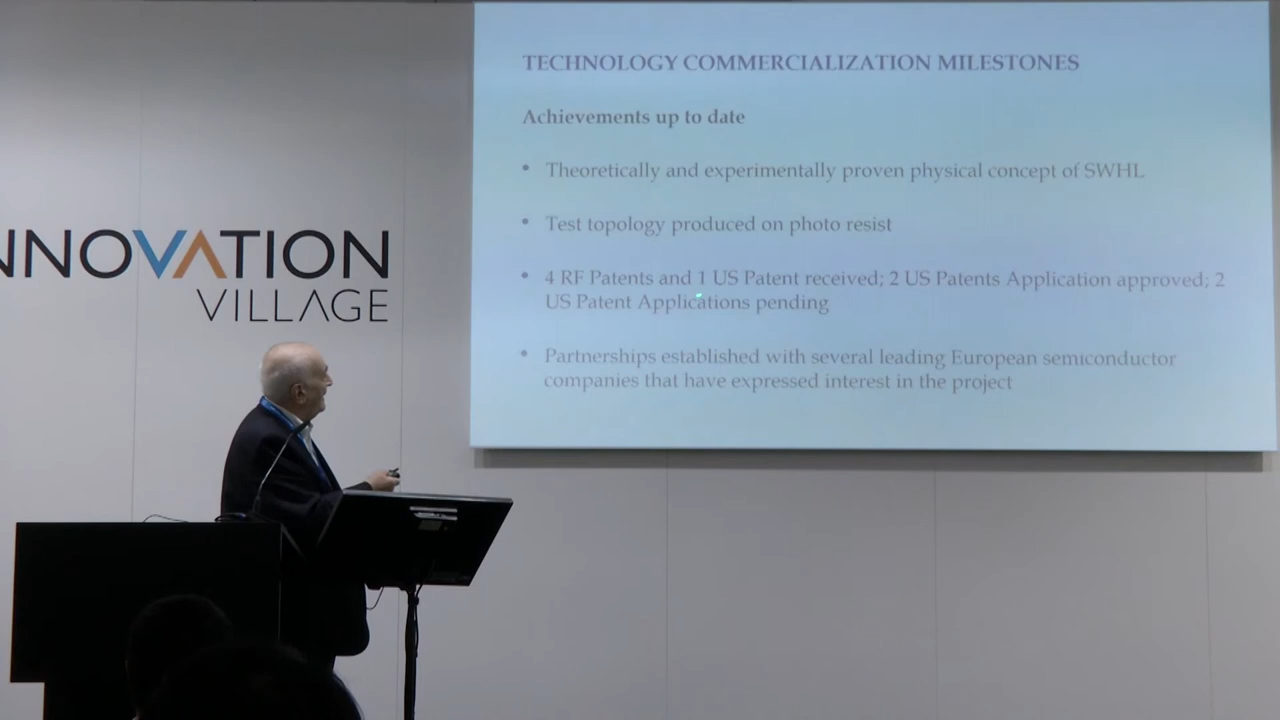 NNOVATION
VILLAGE
TECHNOLOGY COMMERCIALIZATION MILESTONES
Achievements up to date
• Theoretically and experimentally proven physical concept of SWHL
• Test topology produced on photo resist
• 4 RF Patents and 1 US Patent received; 2 US Patents Application approved; 2
US Patent Applications pending
• Partnerships established with several leading European semiconductor
companies that have expressed interest in the project